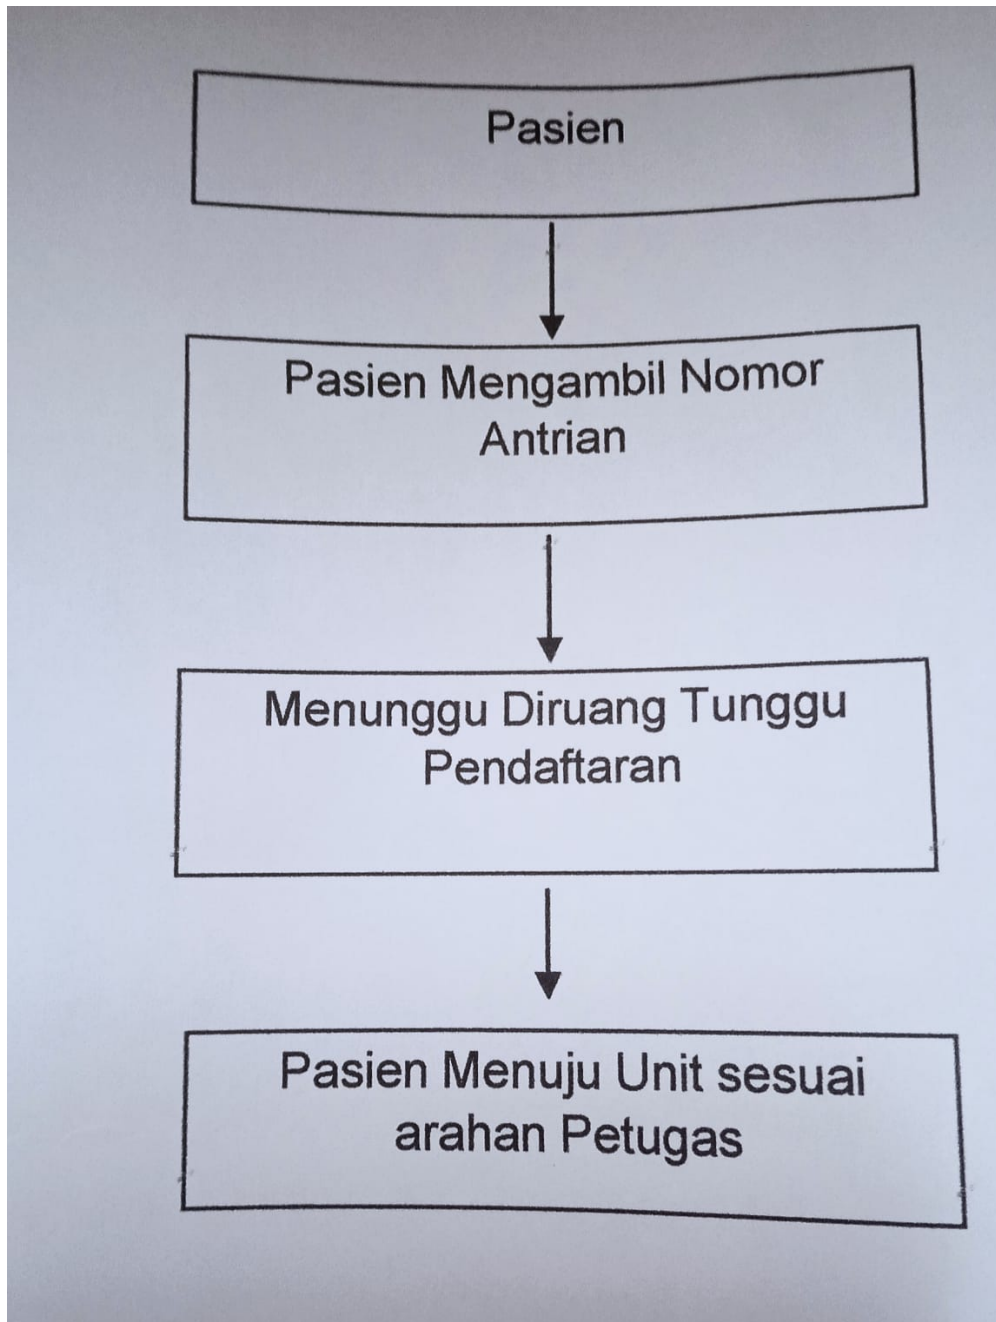 Pasien
Pasien Mengambil Nomor
Antrian
Menunggu Diruang Tunggu
Pendaftaran
Pasien Menuju Unit sesuai
arahan Petugas